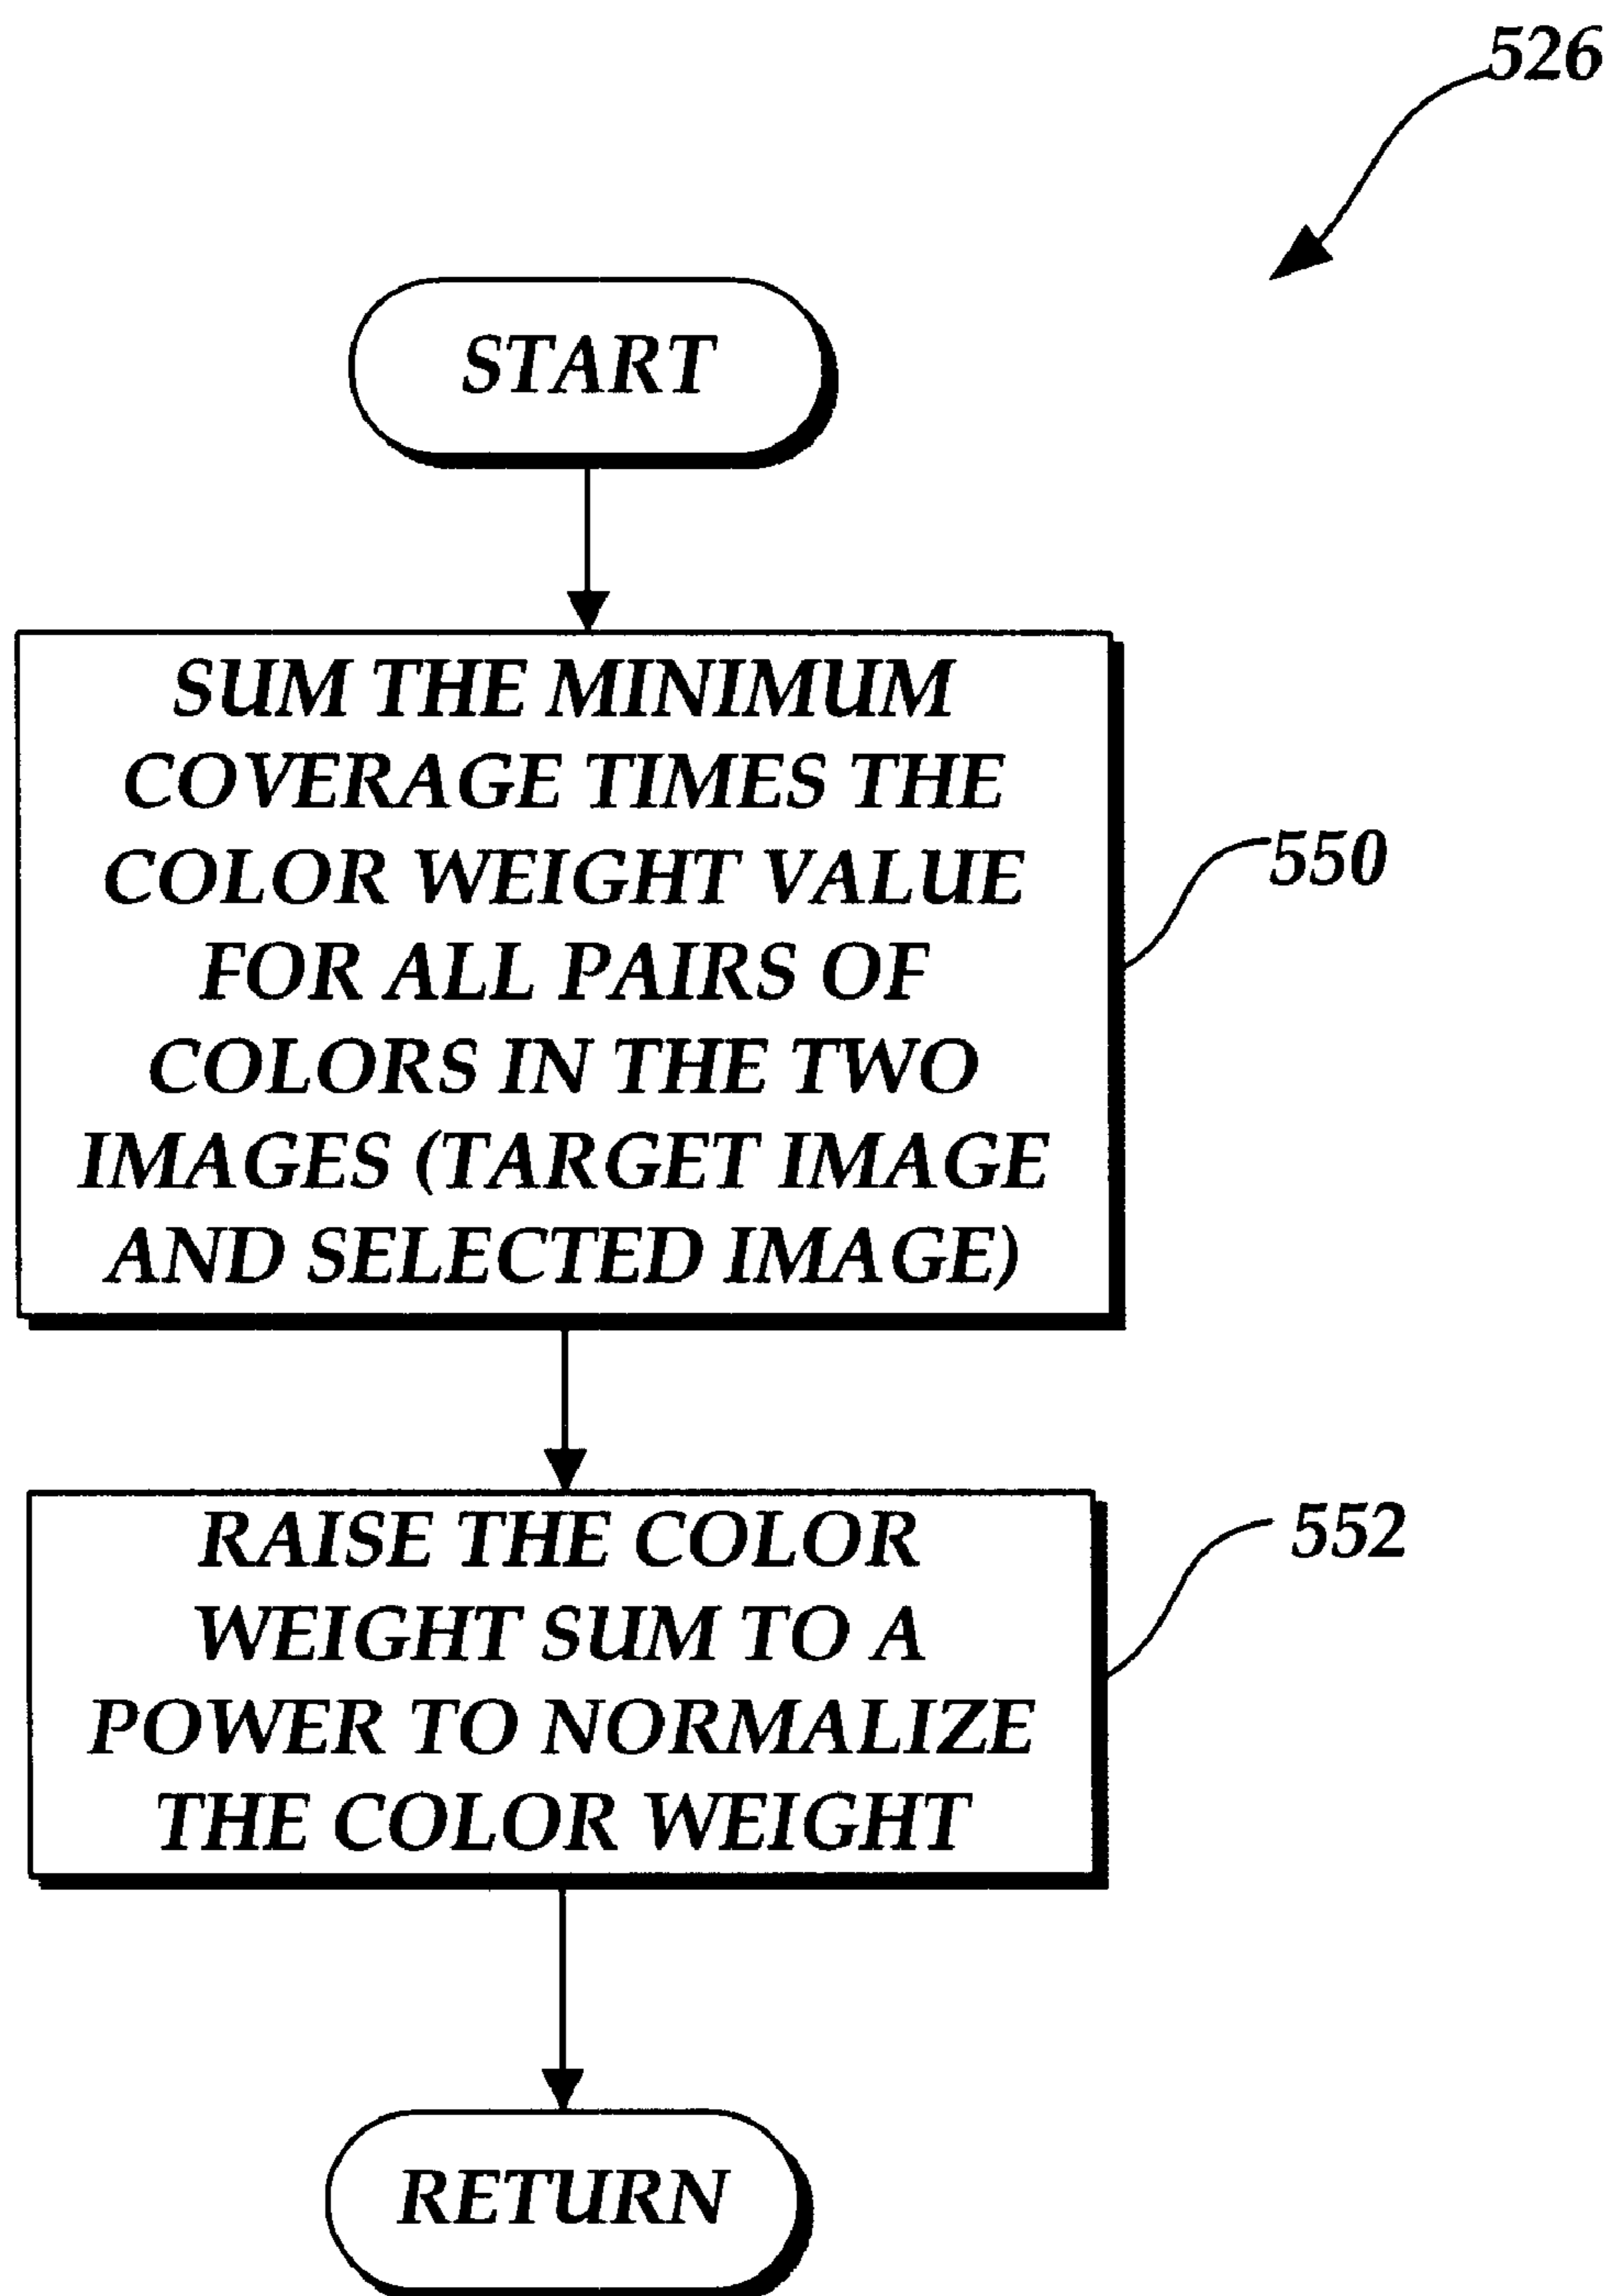 526
START
SUM THE MINIMUM
COVERAGE TIMES THE
COLOR WEIGHT VALUE
FOR ALL PAIRS OF
COLORS IN THE TWO
IMAGES (TARGET IMAGE
AND SELECTED IMAGE)
550
RAISE THE COLOR
WEIGHT SUM TO A
POWER TO NORMALIZE
THE COLOR WEIGHT
552
RETURN